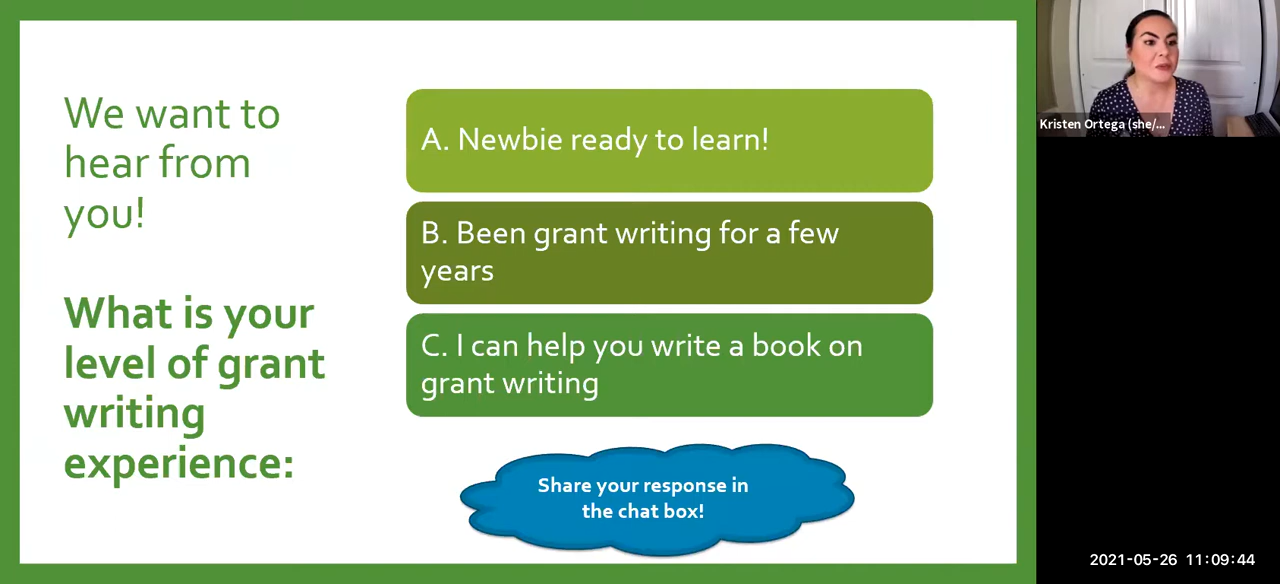 We want to
hear from
you!
What is your
level of grant
writing
experience:
A. Newbie ready to learn!
B. Been grant writing for a few
years
C. I can help you write a book on
grant writing
Share your response in
the chat box!
Kristen Ortega (she/...
2021-05-26 11:09:44